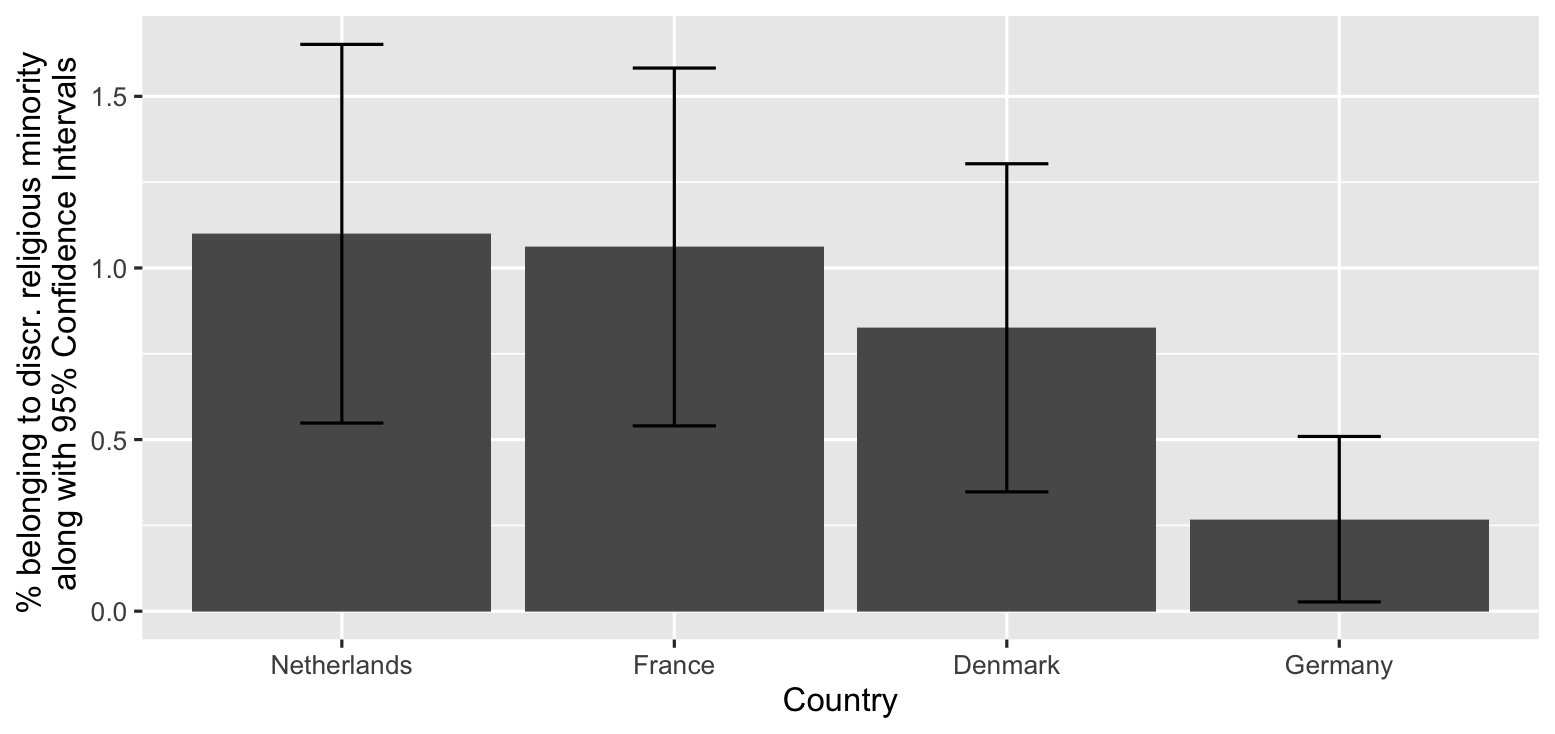 % belonging to discr. religious minority
along with 95% Confidence Intervals
1.5
1.0
0.5
0.0
Netherlands France Denmark Germany
Country